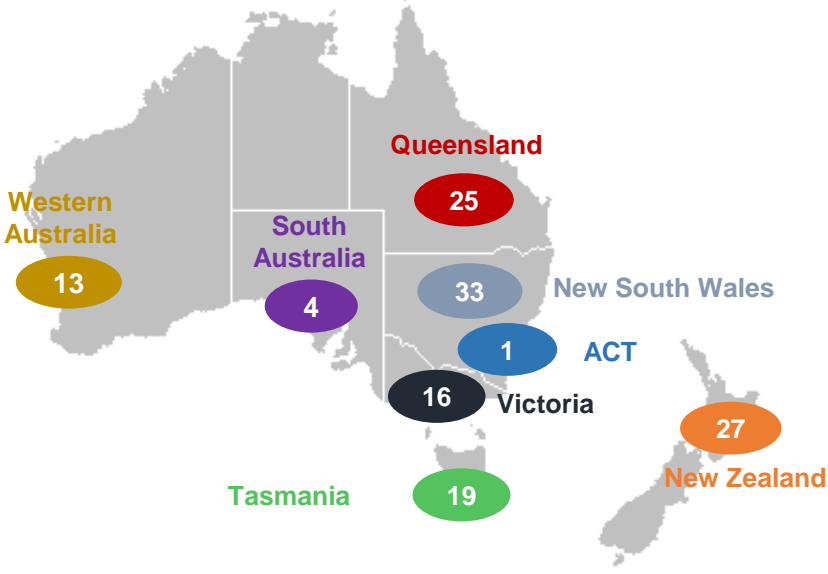 Queensland
25
Western
Australia
13
South
Australia
4
33
New South Wales
1
ACT
16
Victoria
27
New Zealand
Tasmania
19